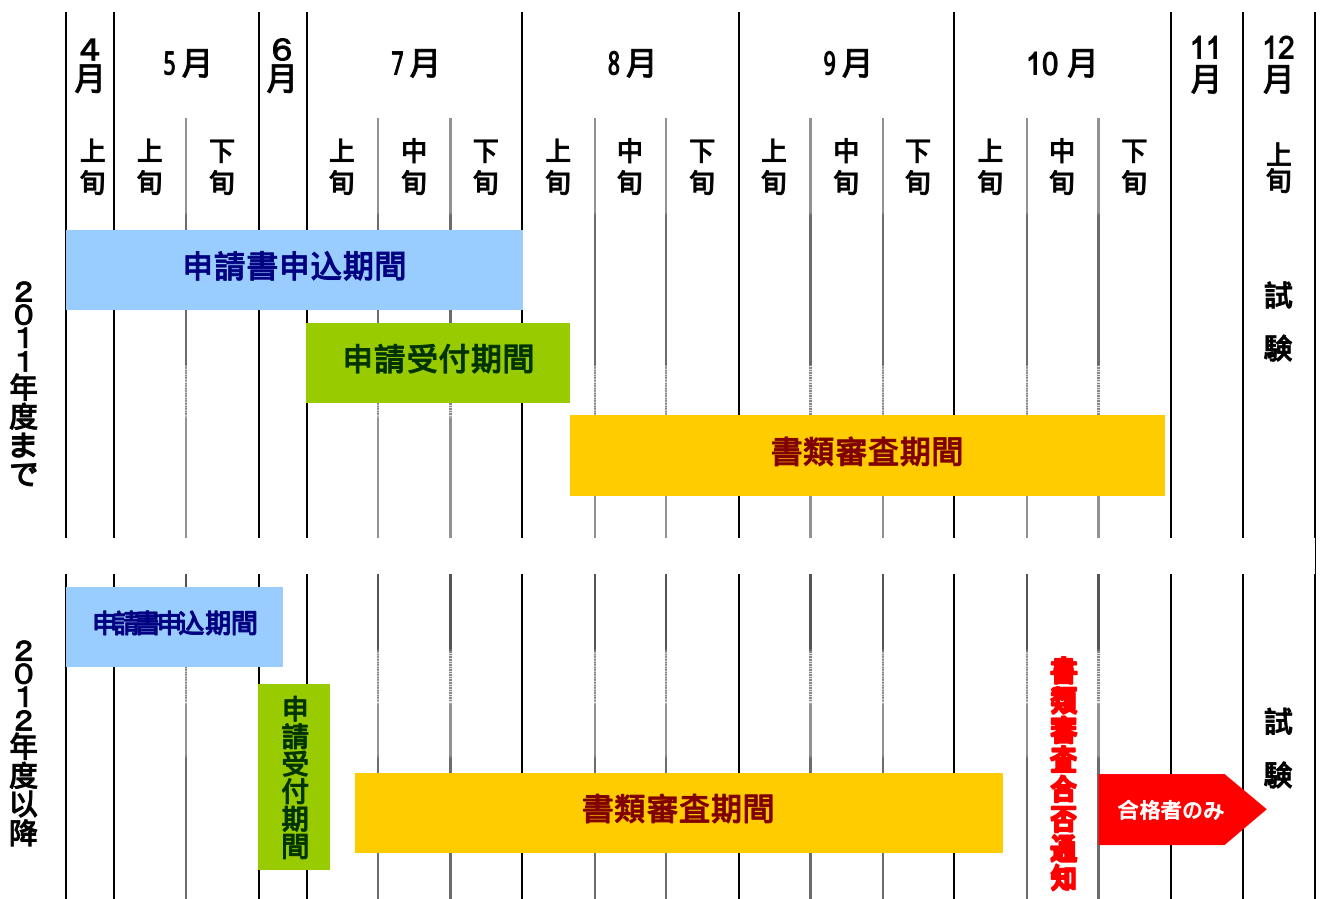 4月 5月 6月 7月 8月 9月 10月 11月 12月
上旬 上旬 下旬 上旬 中旬 下旬 上旬 中旬 下旬 上旬 中旬 下旬 上旬 中旬 下旬 上旬
2011年度まで
申請書申込期間
申請受付期間
書類審査期間
試験
2012年度以降
申請書申込期間
申請受付期間
書類審査期間
書類審査合否通知
合格者のみ
試験